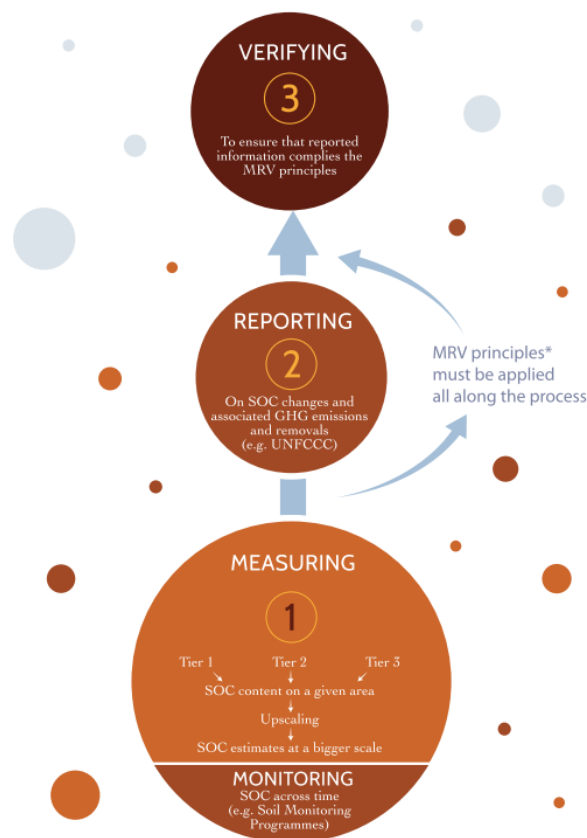 VERIFYING
3
To ensure that reported
information complies the
MRV principles
REPORTING
2
On SOC changes and
associated GHG emissions
and removals
(e.g. UNFCCC)
MRV principles*
must be applied
all along the process
MEASURING
1
Tier 1 Tier 2 Tier 3
SOC content on a given area
Upscaling
SOC estimates at a bigger scale
MONITORING
SOC across time
(e.g. Soil Monitoring
Programmes)